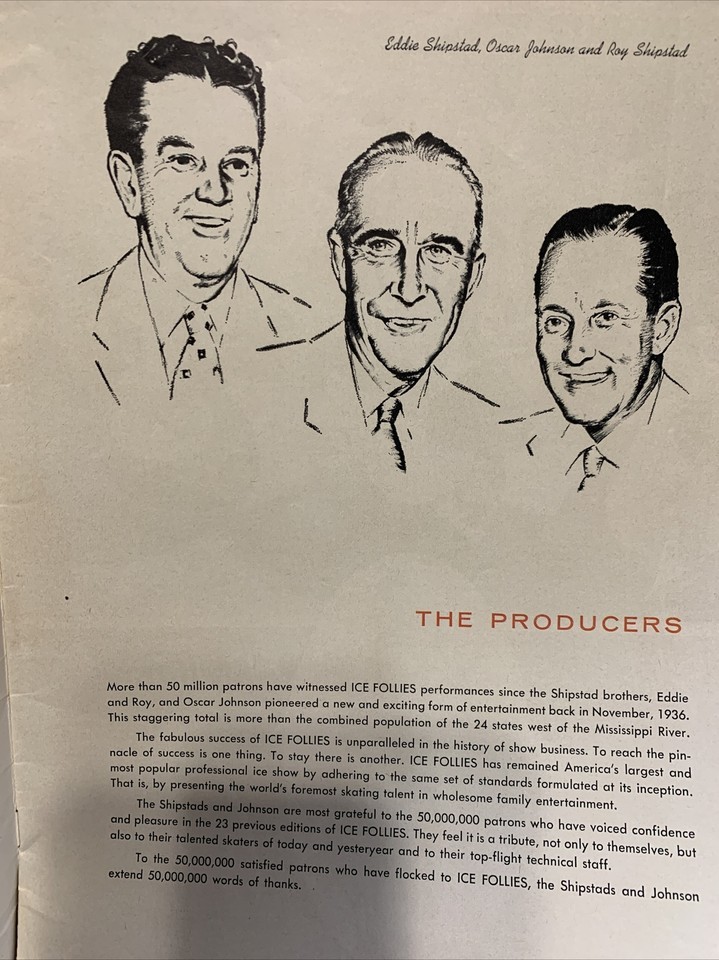 Eddie Shipstad, Oscar Johnson and Roy Shipstad
THE PRODUCERS
More than 50 million patrons have witnessed ICE FOLLIES performances since the Shipstad brothers, Eddie
and Roy, and Oscar Johnson pioneered a new and exciting form of entertainment back in November, 1936.
This staggering total is more than the combined population of the 24 states west of the Mississippi River.
The fabulous success of ICE FOLLIES is unparalleled in the history of show business. To reach the pin-
nacle of success is one thing. To stay there is another. ICE FOLLIES has remained America's largest and
most popular professional ice show by adhering to the same set of standards formulated at its inception.
That is, by presenting the world's foremost skating talent in wholesome family entertainment.
The Shipstads and Johnson are most grateful to the 50,000,000 patrons who have voiced confidence
and pleasure in the 23 previous editions of ICE FOLLIES. They feel it is a tribute, not only to themselves, but
also to their talented skaters of today and yesteryear and to their top-flight technical staff.
To the 50,000,000 satisfied patrons who have flocked to ICE FOLLIES, the Shipstads and Johnson
extend 50,000,000 words of thanks.